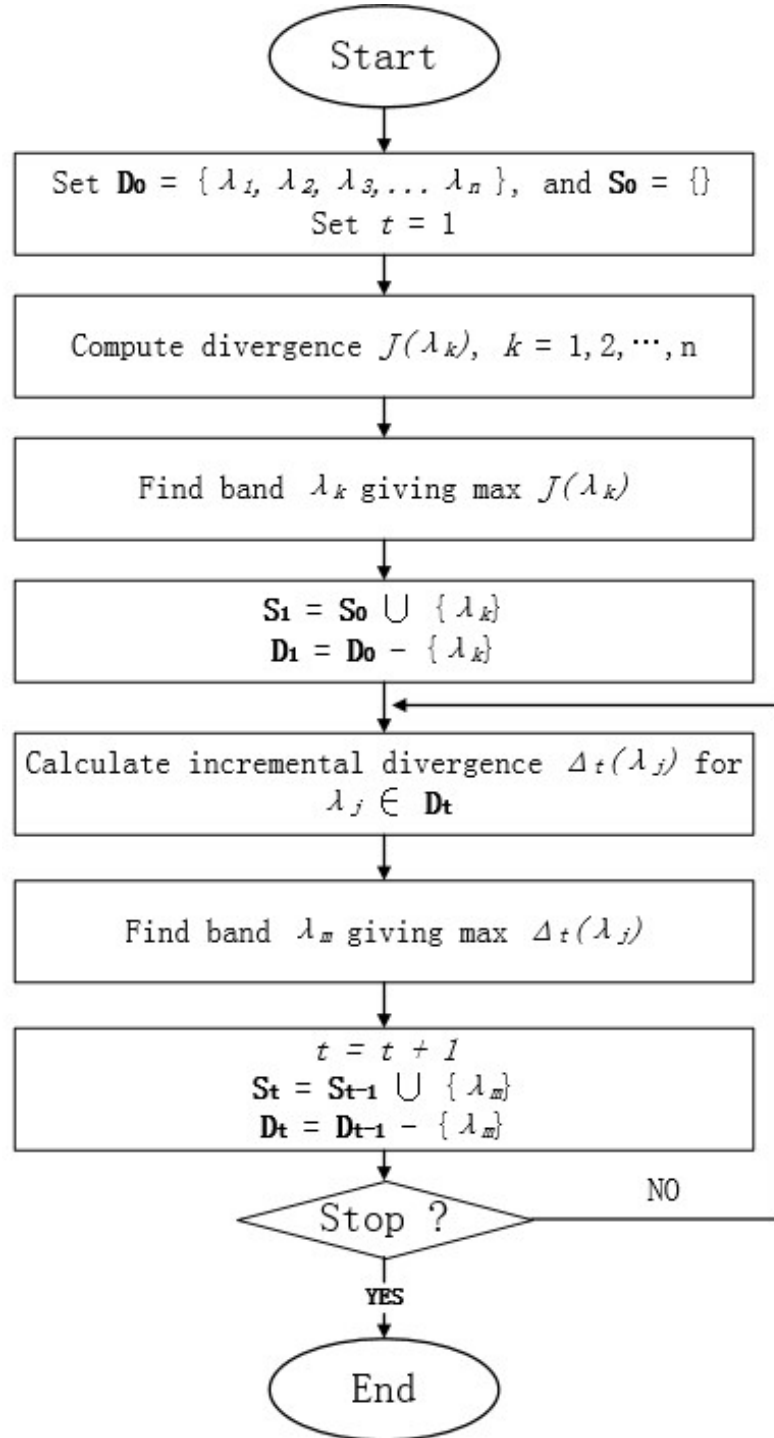 Start
Set D₀ = { λ₁, λ₂, λ₃,... λₙ }, and S₀ = {}
Set t = 1
Compute divergence J(λₖ), k = 1,2,⋯,n
Find band λₖ giving max J(λₖ)
S₁ = S₀ ∪ { λₖ}
D₁ = D₀ - { λₖ}
Calculate incremental divergence Δₜ(λⱼ) for
λⱼ ∈ Dₜ
Find band λₘ giving max Δₜ(λⱼ)
t = t + 1
Sₜ = Sₜ₋₁ ∪ { λₘ}
Dₜ = Dₜ₋₁ - { λₘ}
Stop ?
NO
YES
End